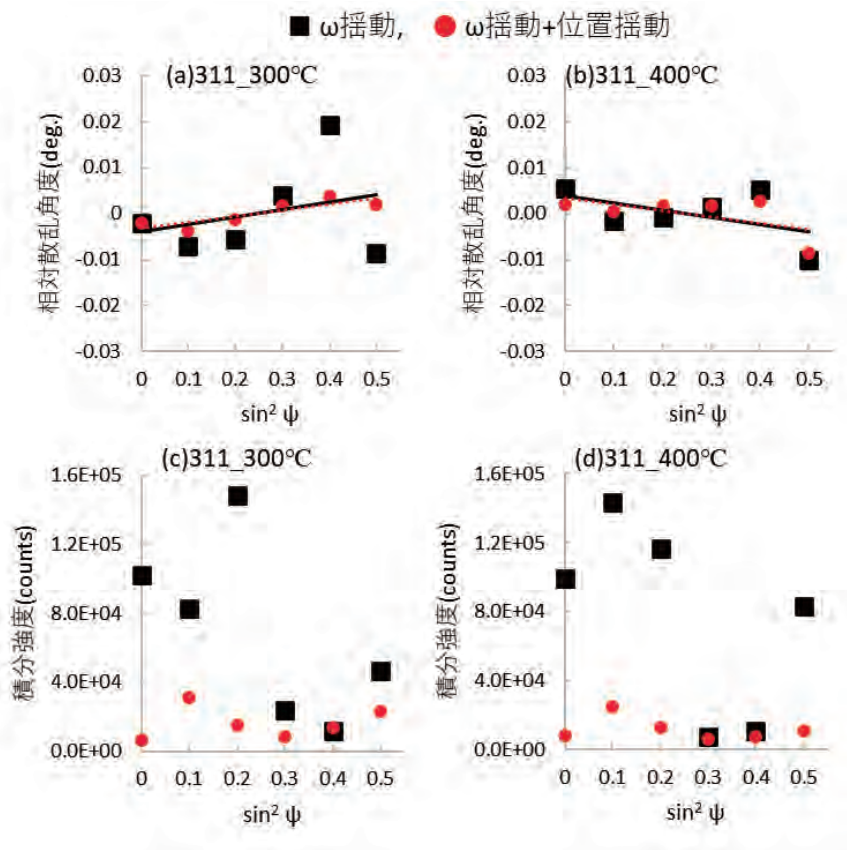 ω揺動, ω揺動+位置揺動
(a)311_300℃
相対散乱角度(deg.)
0.03
0.02
0.01
0
-0.01
-0.02
-0.03
0 0.1 0.2 0.3 0.4 0.5
sin² ψ
(b)311_400℃
相対散乱角度(deg.)
0.03
0.02
0.01
0.00
-0.01
-0.02
-0.03
0 0.1 0.2 0.3 0.4 0.5
sin² ψ
(c)311_300℃
積分強度(counts)
1.6E+05
1.2E+05
8.0E+04
4.0E+04
0.0E+00
0 0.1 0.2 0.3 0.4 0.5
sin² ψ
(d)311_400℃
積分強度(counts)
1.6E+05
1.2E+05
8.0E+04
4.0E+04
0.0E+00
0 0.1 0.2 0.3 0.4 0.5
sin² ψ